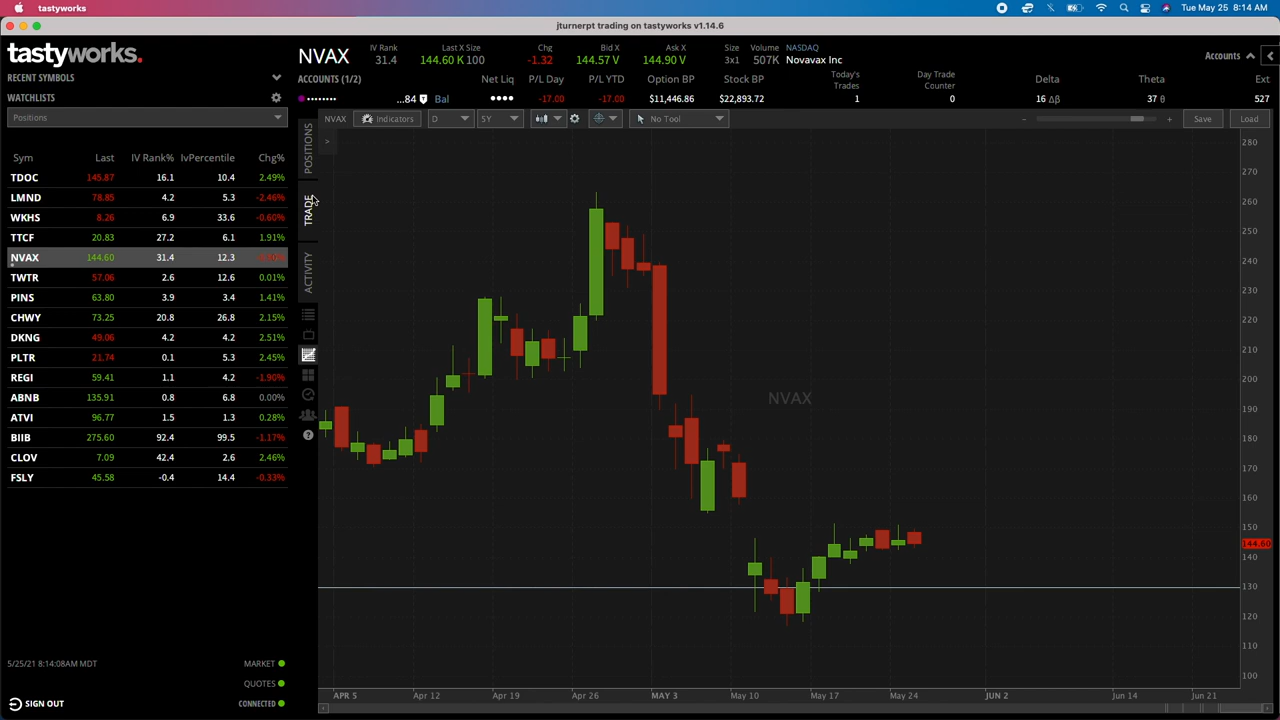 tastyworks
Tue May 25 8:14 AM
jturnerpt trading on tastyworks v1.14.6
tastyworks.
NVAX
IV Rank
31.4
Last X Size
144.60 K 100
Chg
-1.32
Bid X
144.57 V
Ask X
144.90 V
Size
3x1
Volume
507K
NASDAQ
Novavax Inc
Accounts
RECENT SYMBOLS
ACCOUNTS (1/2) Net Liq P/L Day P/L YTD Option BP Stock BP Today's Trades Day Trade Counter Delta Theta Ext
•••••••• ...84 Bal •••• -17.00 -17.00 $11,446.86 $22,893.72 1 0 16 Δβ 37 θ 527
WATCHLISTS
Positions
NVAX Indicators D 5Y No Tool - + Save Load
Sym Last IV Rank% IvPercentile Chg%
TDOC 145.87 16.1 10.4 2.49%
LMND 78.85 4.2 5.3 -2.46%
WKHS 8.26 6.9 33.6 -0.60%
TTCF 20.83 27.2 6.1 1.91%
NVAX 144.60 31.4 12.3
TWTR 57.06 2.6 12.6 0.01%
PINS 63.80 3.9 3.4 1.41%
CHWY 73.25 20.8 26.8 2.15%
DKNG 49.06 4.2 4.2 2.51%
PLTR 21.74 0.1 5.3 2.45%
REGI 59.41 1.1 4.2 -1.90%
ABNB 135.91 0.8 6.8 0.00%
ATVI 96.77 1.5 1.3 0.28%
BIIB 275.60 92.4 99.5 -1.17%
CLOV 7.09 42.4 2.6 2.46%
FSLY 45.58 -0.4 14.4 -0.33%
POSITIONS
TRADE
ACTIVITY
>
?
NVAX
280
270
260
250
240
230
220
210
200
190
180
170
160
150
144.60
140
130
120
110
100
APR 5 Apr 12 Apr 19 Apr 26 MAY 3 May 10 May 17 May 24 JUN 2 Jun 14 Jun 21
5/25/21 8:14:08AM MDT
MARKET
QUOTES
CONNECTED
SIGN OUT